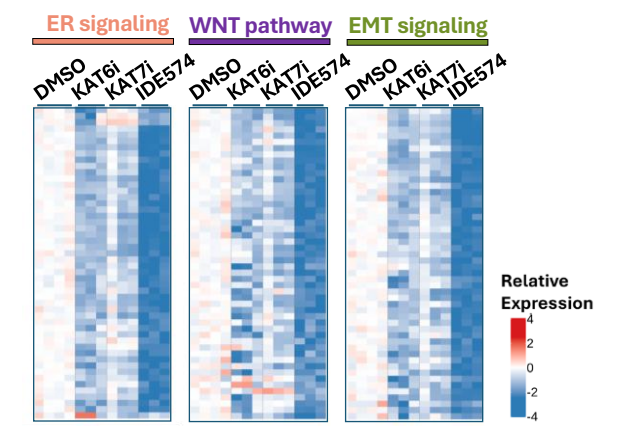 ER signaling
WNT pathway
EMT signaling
DMSO
KAT6i
KAT7i
IDE574
DMSO
KAT6i
KAT7i
IDE574
DMSO
KAT6i
KAT7i
IDE574
Relative
Expression
4
2
0
-2
-4